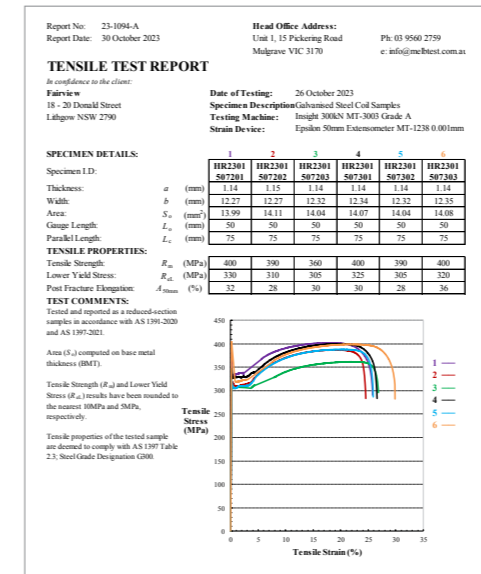 Report No: 23-1094-A
Report Date: 30 October 2023
Head Office Address:
Unit 1, 15 Pickering Road
Mulgrave VIC 3170
Ph: 03 9560 2759
e: info@melbtest.com.au
TENSILE TEST REPORT
In confidence to the client:
Fairview
18 - 20 Donald Street
Lithgow NSW 2790
Date of Testing: 26 October 2023
Specimen Description Galvanised Steel Coil Samples
Testing Machine: Insight 300kN MT-3003 Grade A
Strain Device: Epsilon 50mm Extensometer MT-1238 0.001mm
SPECIMEN DETAILS: 1 2 3 4 5 6
Specimen I.D: HR2301 507201 HR2301 507202 HR2301 507203 HR2301 507301 HR2301 507302 HR2301 507303
Thickness: a (mm) 1.14 1.15 1.14 1.14 1.14 1.14
Width: b (mm) 12.27 12.27 12.32 12.34 12.32 12.35
Area: So (mm²) 13.99 14.11 14.04 14.07 14.04 14.08
Gauge Length: Lo (mm) 50 50 50 50 50 50
Parallel Length: Lc (mm) 75 75 75 75 75 75
TENSILE PROPERTIES:
Tensile Strength: Rm (MPa) 400 390 360 400 390 400
Lower Yield Stress: ReL (MPa) 330 310 305 325 305 320
Post Fracture Elongation: A50mm (%) 32 28 30 30 28 36
TEST COMMENTS:
Tested and reported as a reduced-section
samples in accordance with AS 1391-2020
and AS 1397-2021.
Area (So) computed on base metal
thickness (BMT).
Tensile Strength (Rm) and Lower Yield
Stress (ReL) results have been rounded to
the nearest 10MPa and 5MPa,
respectively.
Tensile properties of the tested sample
are deemed to comply with AS 1397 Table
2.3; Steel Grade Designation G300.
Tensile
Stress
(MPa)
450
400
350
300
250
200
150
100
50
0
0 5 10 15 20 25 30 35
Tensile Strain (%)
1
2
3
4
5
6